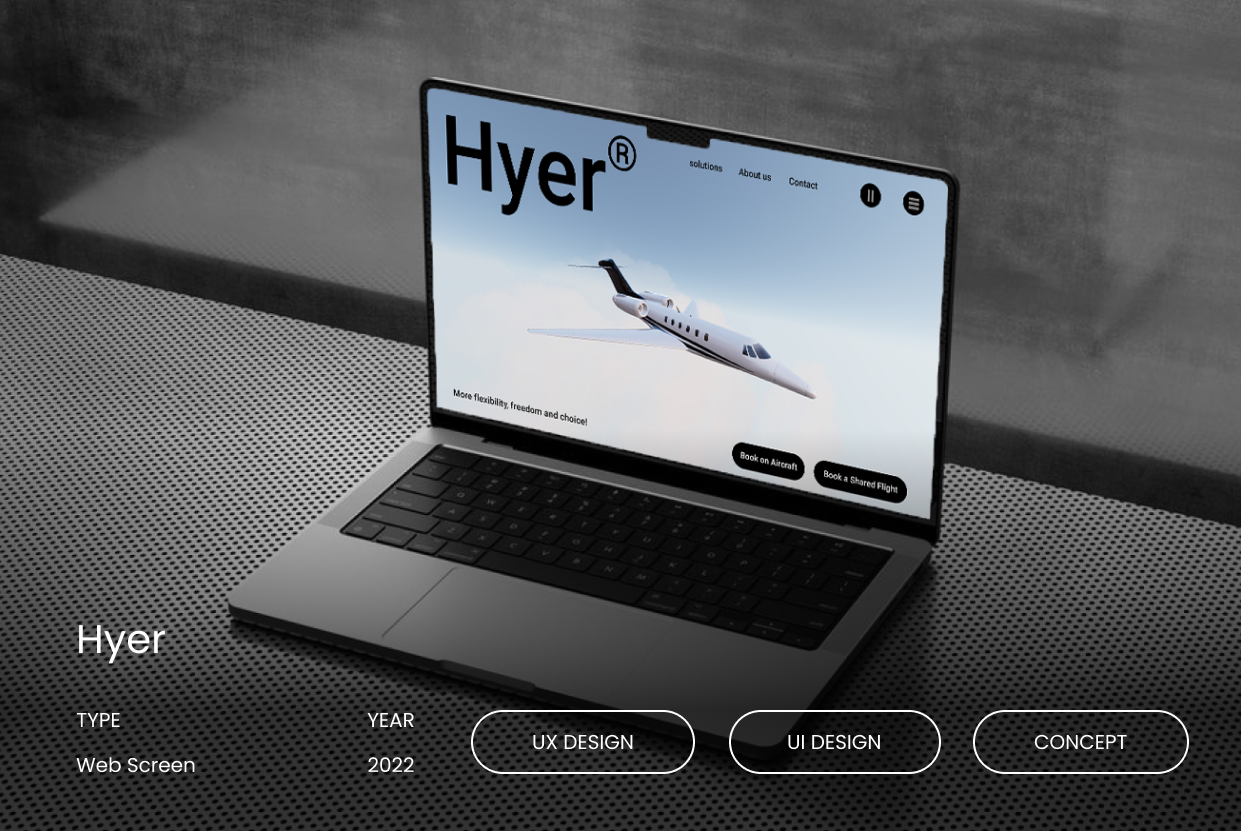 Hyer®
solutions About us Contact
More flexibility, freedom and choice!
Book on Aircraft Book a Shared Flight
Hyer
TYPE YEAR
UX DESIGN UI DESIGN CONCEPT
Web Screen 2022